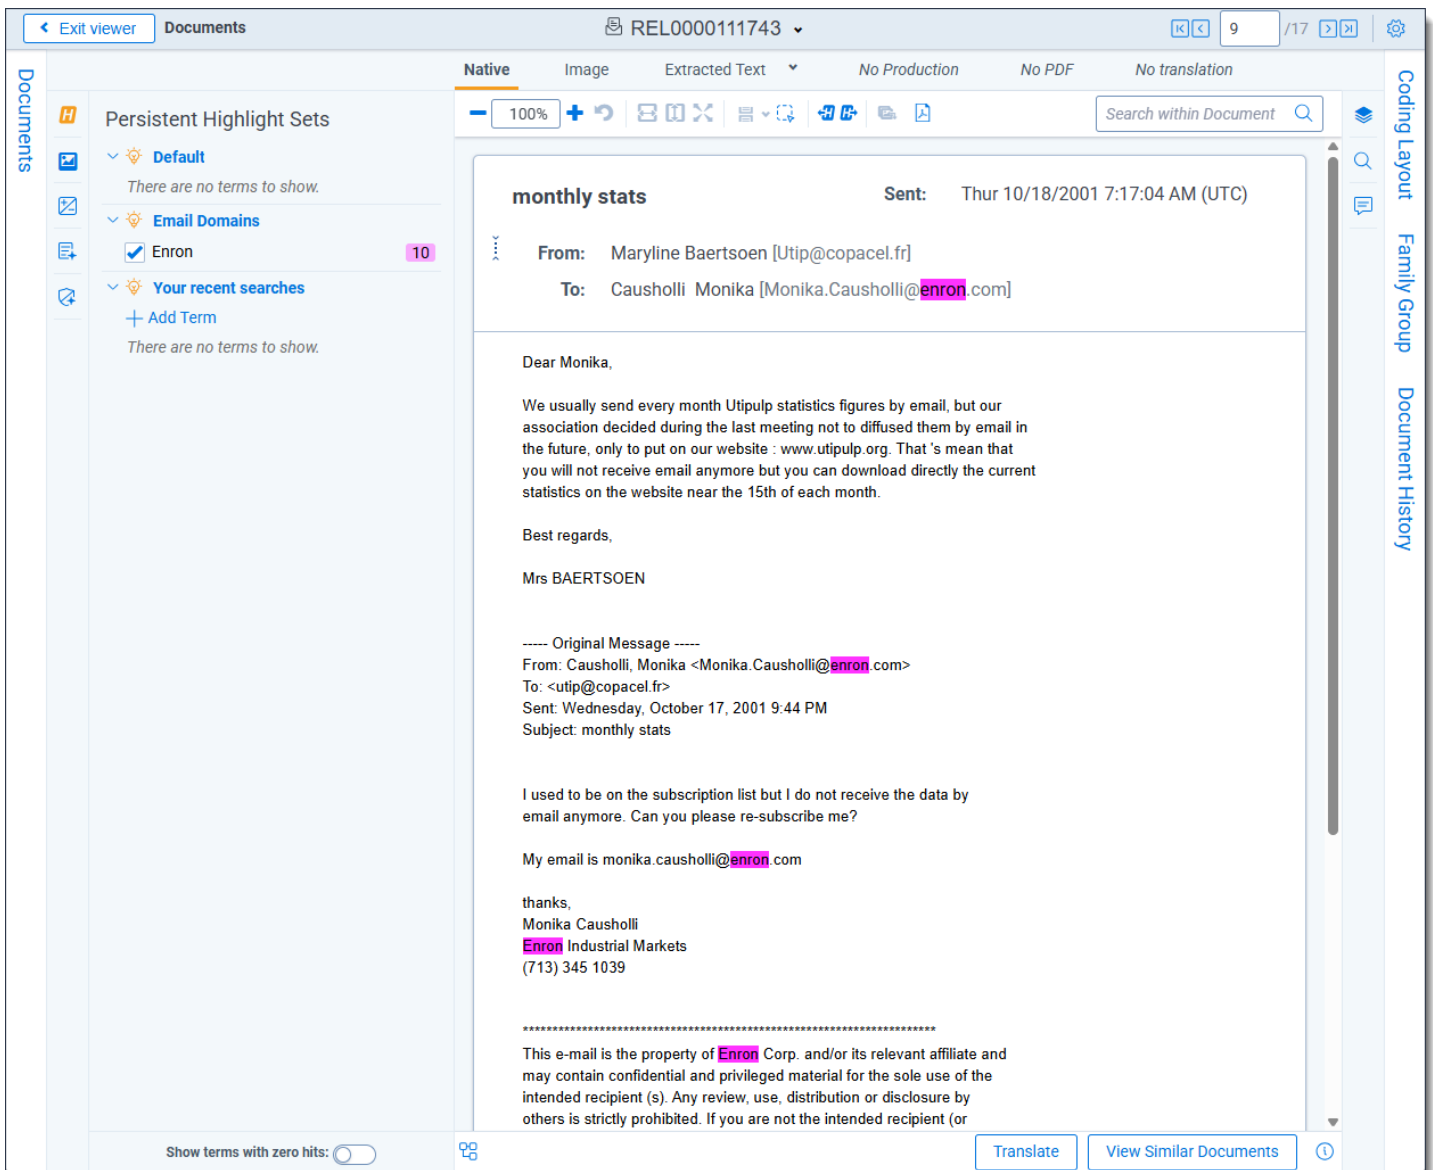 Exit viewer
Documents
REL0000111743
9
/17
Documents
Native
Image
Extracted Text
No Production
No PDF
No translation
100%
Search within Document
Persistent Highlight Sets
Default
There are no terms to show.
Email Domains
Enron
10
Your recent searches
Add Term
There are no terms to show.
Show terms with zero hits:
monthly stats
Sent: Thur 10/18/2001 7:17:04 AM (UTC)
From: Maryline Baertsoen [Utip@copacel.fr]
To: Causholli Monika [Monika.Causholli@enron.com]
Dear Monika,
We usually send every month Utipulp statistics figures by email, but our
association decided during the last meeting not to diffused them by email in
the future, only to put on our website : www.utipulp.org. That 's mean that
you will not receive email anymore but you can download directly the current
statistics on the website near the 15th of each month.
Best regards,
Mrs BAERTSOEN
----- Original Message -----
From: Causholli, Monika <Monika.Causholli@enron.com>
To: <utip@copacel.fr>
Sent: Wednesday, October 17, 2001 9:44 PM
Subject: monthly stats
I used to be on the subscription list but I do not receive the data by
email anymore. Can you please re-subscribe me?
My email is monika.causholli@enron.com
thanks,
Monika Causholli
Enron Industrial Markets
(713) 345 1039
**********************************************************************
This e-mail is the property of Enron Corp. and/or its relevant affiliate and
may contain confidential and privileged material for the sole use of the
intended recipient (s). Any review, use, distribution or disclosure by
others is strictly prohibited. If you are not the intended recipient (or
Translate
View Similar Documents
Coding Layout
Family Group
Document History